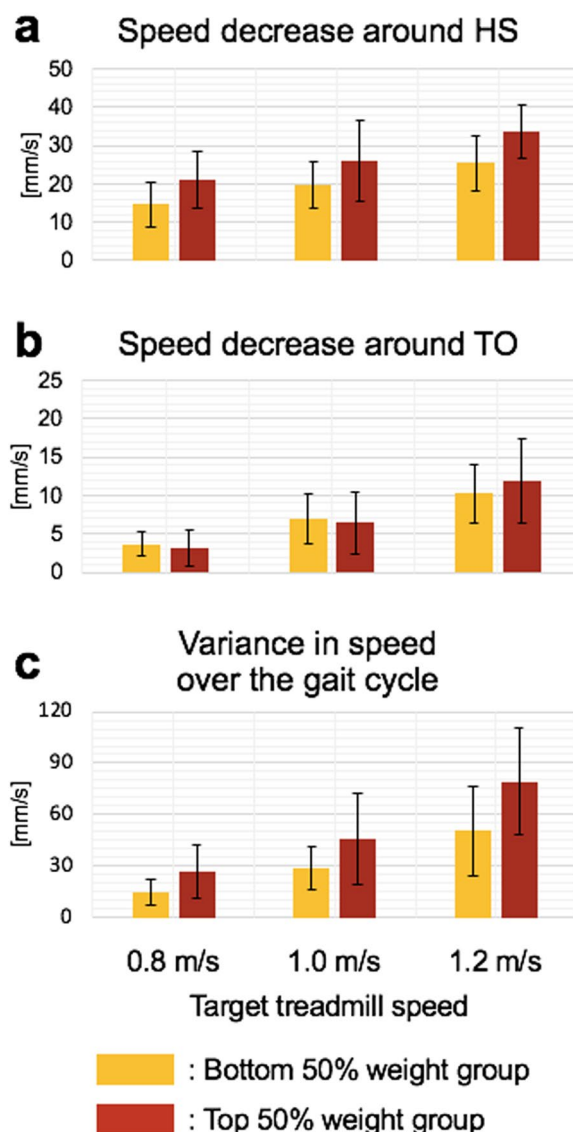 a Speed decrease around HS
50
40
30
20
10
0
[mm/s]
b Speed decrease around TO
25
20
15
10
5
0
[mm/s]
c Variance in speed
over the gait cycle
120
90
60
30
0
[mm/s]
0.8 m/s 1.0 m/s 1.2 m/s
Target treadmill speed
: Bottom 50% weight group
: Top 50% weight group